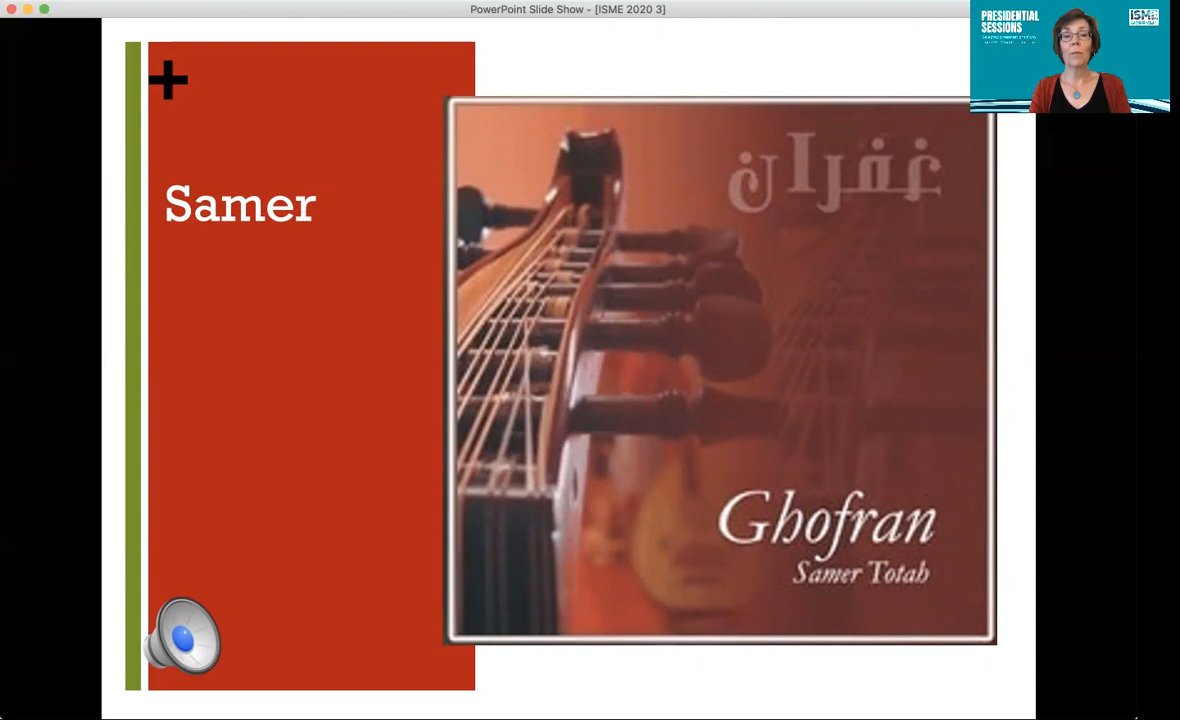 PowerPoint Slide Show - [ISME 2020 3]
PRESIDENTIAL
SESSIONS
ISME
+
Samer
غفران
Ghofran
Samer Totah